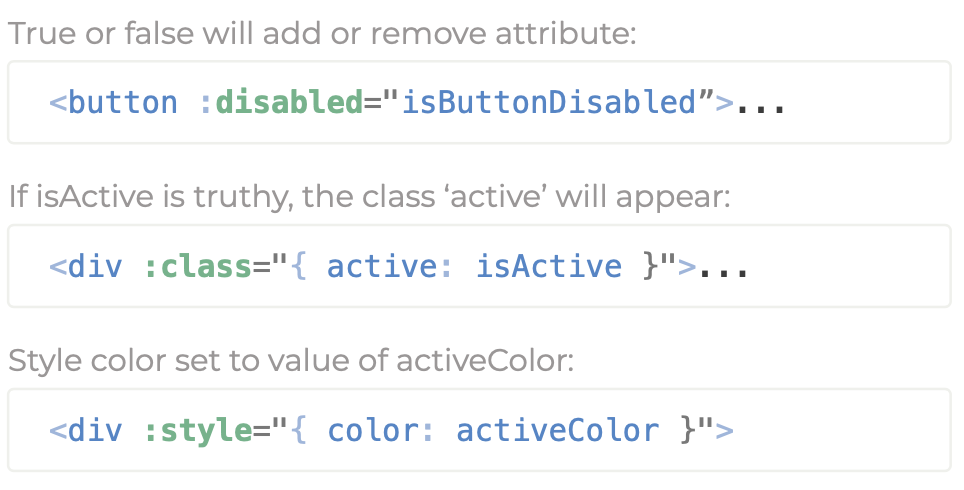 True or false will add or remove attribute:
<button :disabled="isButtonDisabled”>...
If isActive is truthy, the class ‘active’ will appear:
<div :class="{ active: isActive }">...
Style color set to value of activeColor:
<div :style="{ color: activeColor }">